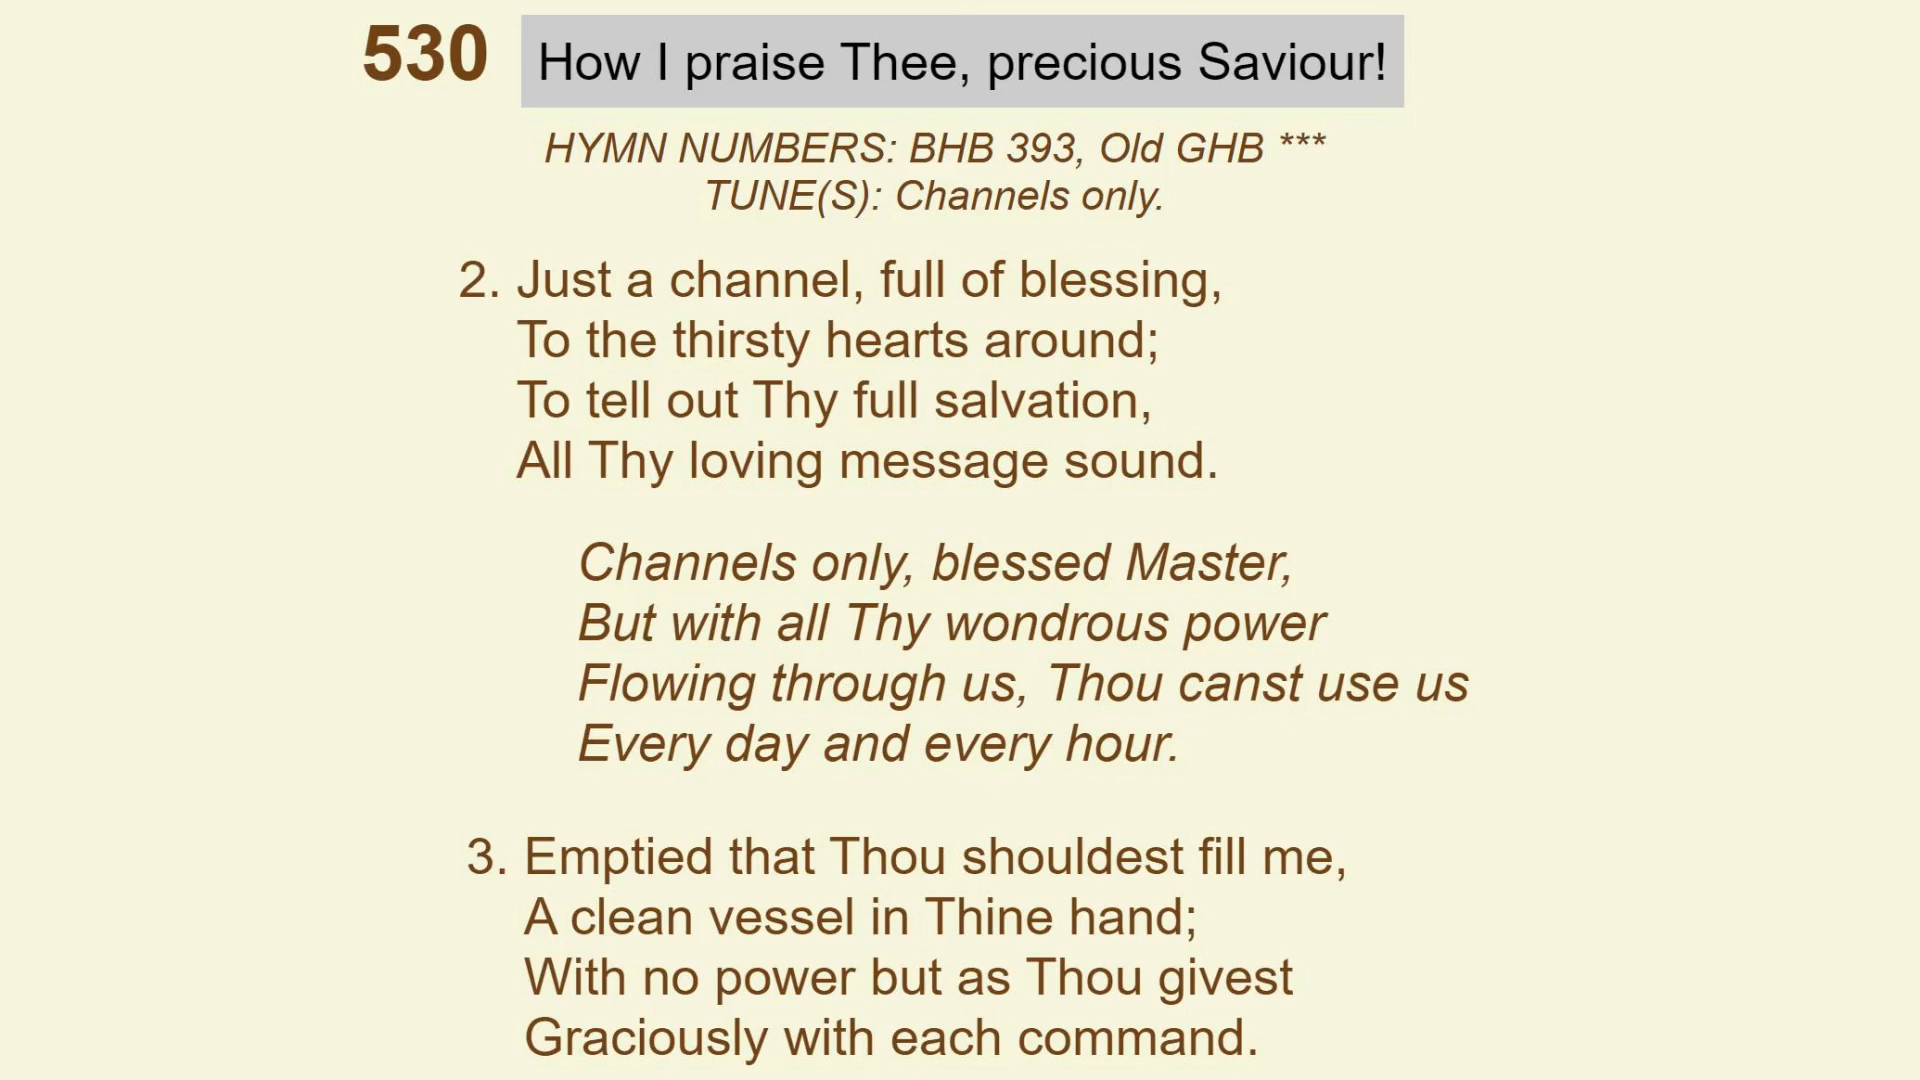 530 How I praise Thee, precious Saviour!
HYMN NUMBERS: BHB 393, Old GHB ***
TUNE(S): Channels only.
2. Just a channel, full of blessing,
To the thirsty hearts around;
To tell out Thy full salvation,
All Thy loving message sound.
Channels only, blessed Master,
But with all Thy wondrous power
Flowing through us, Thou canst use us
Every day and every hour.
3. Emptied that Thou shouldest fill me,
A clean vessel in Thine hand;
With no power but as Thou givest
Graciously with each command.